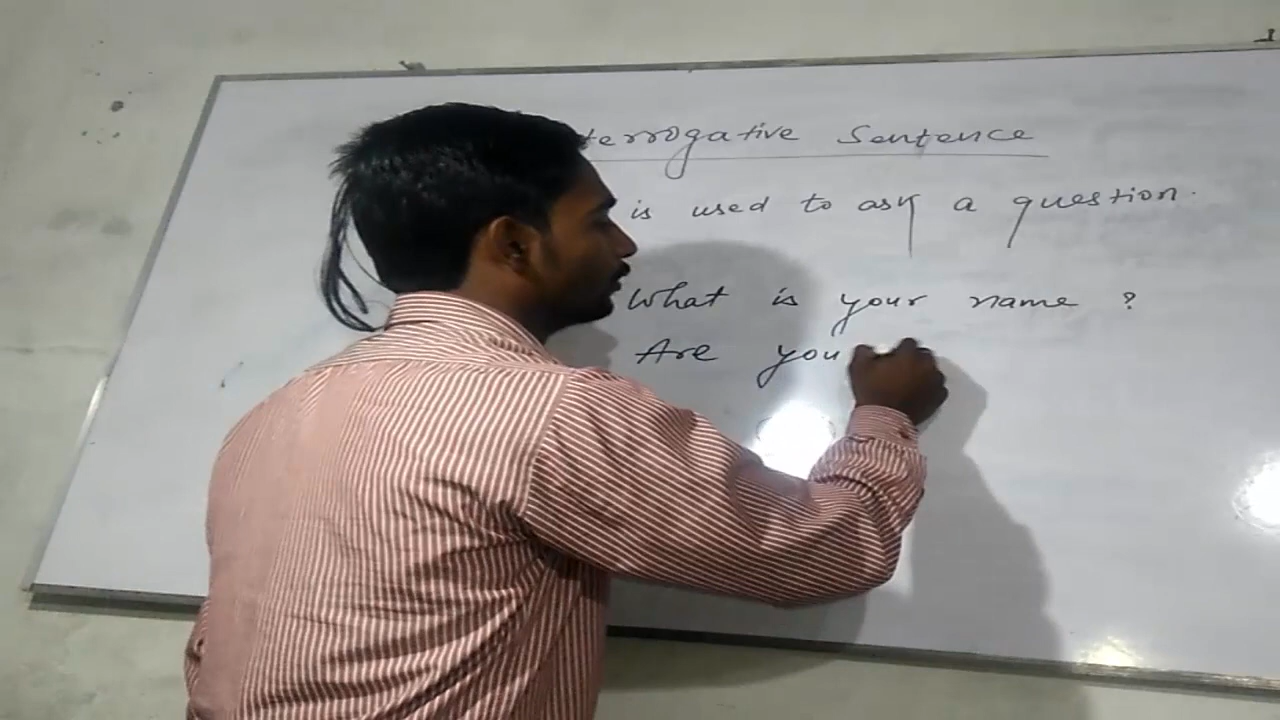 terrogative Sentence
is used to ask a question.
What is your name ?
Are you